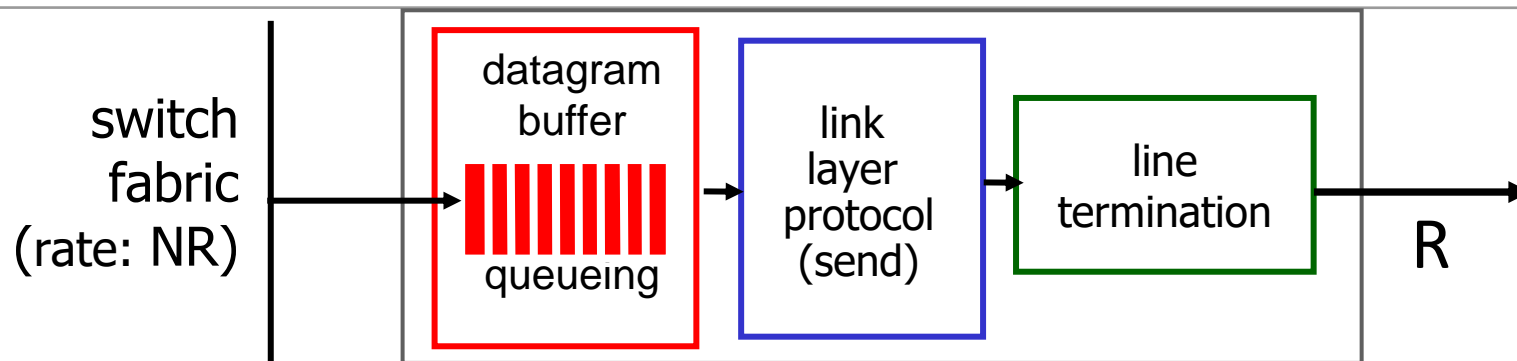 switch
fabric
(rate: NR)
datagram
buffer
queueing
link
layer
protocol
(send)
line
termination
R